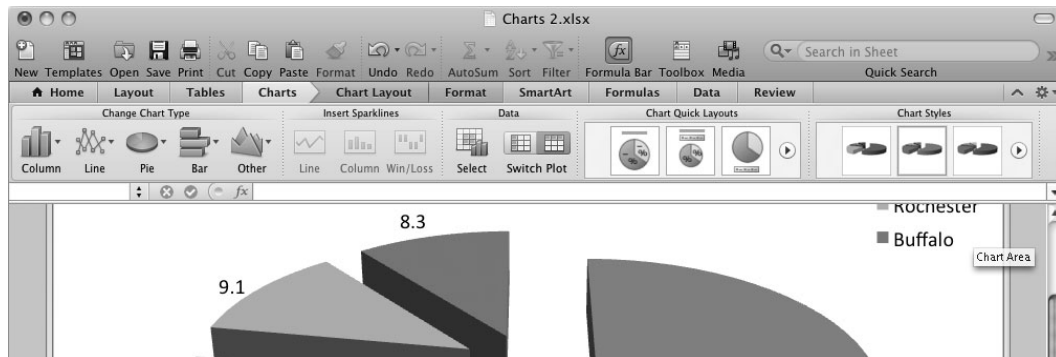 Charts 2.xlsx
New Templates Open Save Print Cut Copy Paste Format Undo Redo AutoSum Sort Filter Formula Bar Toolbox Media Search in Sheet
Quick Search
Home Layout Tables Charts Chart Layout Format SmartArt Formulas Data Review
Change Chart Type Insert Sparklines Data Chart Quick Layouts Chart Styles
Column Line Pie Bar Other Line Column Win/Loss Select Switch Plot
fx
Rochester
8.3
Buffalo
Chart Area
9.1